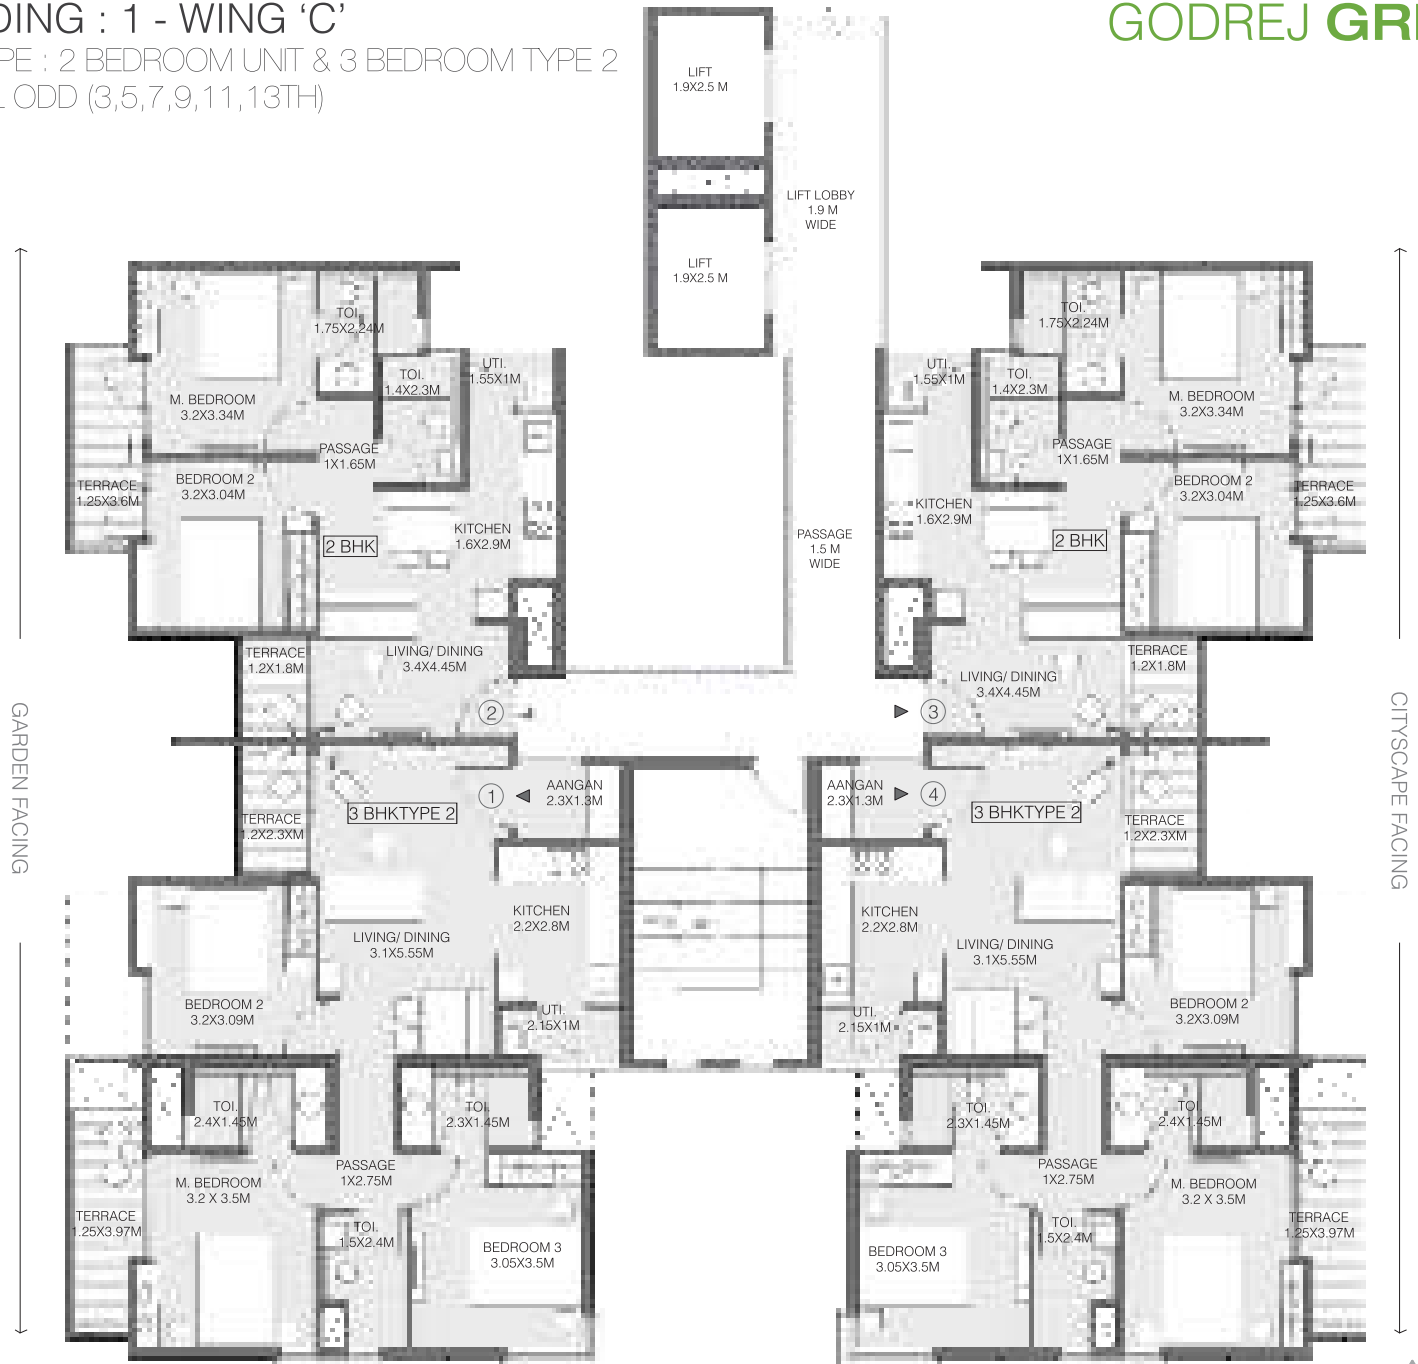 DING : 1 - WING ‘C’
PE : 2 BEDROOM UNIT & 3 BEDROOM TYPE 2
L ODD (3,5,7,9,11,13TH)
GODREJ GRE
LIFT
1.9X2.5 M
LIFT LOBBY
1.9 M
WIDE
LIFT
1.9X2.5 M
TOI.
1.75X2.24M
TOI.
1.4X2.3M
UTI.
1.55X1M
M. BEDROOM
3.2X3.34M
PASSAGE
1X1.65M
BEDROOM 2
3.2X3.04M
TERRACE
1.25X3.6M
KITCHEN
1.6X2.9M
2 BHK
PASSAGE
1.5 M
WIDE
UTI.
1.55X1M
TOI.
1.4X2.3M
TOI.
1.75X2.24M
M. BEDROOM
3.2X3.34M
PASSAGE
1X1.65M
BEDROOM 2
3.2X3.04M
TERRACE
1.25X3.6M
KITCHEN
1.6X2.9M
2 BHK
TERRACE
1.2X1.8M
LIVING/ DINING
3.4X4.45M
2
3
LIVING/ DINING
3.4X4.45M
TERRACE
1.2X1.8M
GARDEN FACING
CITYSCAPE FACING
1
AANGAN
2.3X1.3M
3 BHKTYPE 2
TERRACE
1.2X2.3XM
AANGAN
2.3X1.3M
4
3 BHKTYPE 2
TERRACE
1.2X2.3XM
KITCHEN
2.2X2.8M
LIVING/ DINING
3.1X5.55M
BEDROOM 2
3.2X3.09M
UTI.
2.15X1M
KITCHEN
2.2X2.8M
LIVING/ DINING
3.1X5.55M
UTI.
2.15X1M
BEDROOM 2
3.2X3.09M
TOI.
2.4X1.45M
TOI.
2.3X1.45M
PASSAGE
1X2.75M
M. BEDROOM
3.2 X 3.5M
TERRACE
1.25X3.97M
TOI.
1.5X2.4M
BEDROOM 3
3.05X3.5M
TOI.
2.3X1.45M
TOI.
2.4X1.45M
PASSAGE
1X2.75M
M. BEDROOM
3.2 X 3.5M
TERRACE
1.25X3.97M
TOI.
1.5X2.4M
BEDROOM 3
3.05X3.5M